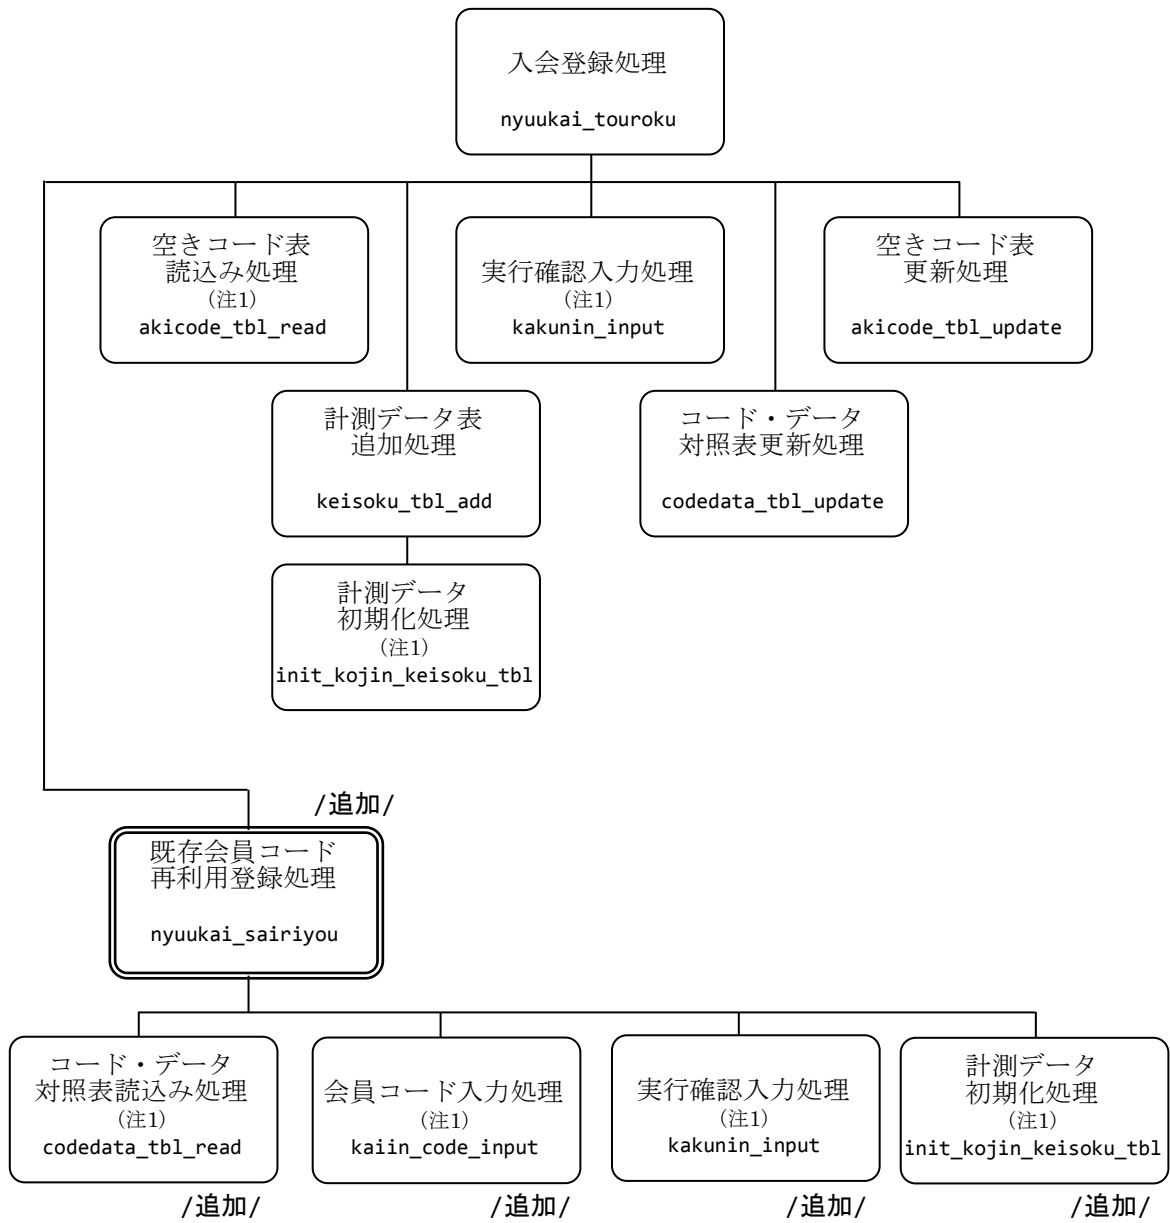 入会登録処理
nyuukai_touroku
空きコード表
読込み処理
（注1）
akicode_tbl_read
実行確認入力処理
（注1）
kakunin_input
空きコード表
更新処理
akicode_tbl_update
計測データ表
追加処理
keisoku_tbl_add
コード・データ
対照表更新処理
codedata_tbl_update
計測データ
初期化処理
（注1）
init_kojin_keisoku_tbl
/追加/
既存会員コード
再利用登録処理
nyuukai_sairiyou
コード・データ
対照表読込み処理
（注1）
codedata_tbl_read
/追加/
会員コード入力処理
（注1）
kaiin_code_input
/追加/
実行確認入力処理
（注1）
kakunin_input
/追加/
計測データ
初期化処理
（注1）
init_kojin_keisoku_tbl
/追加/